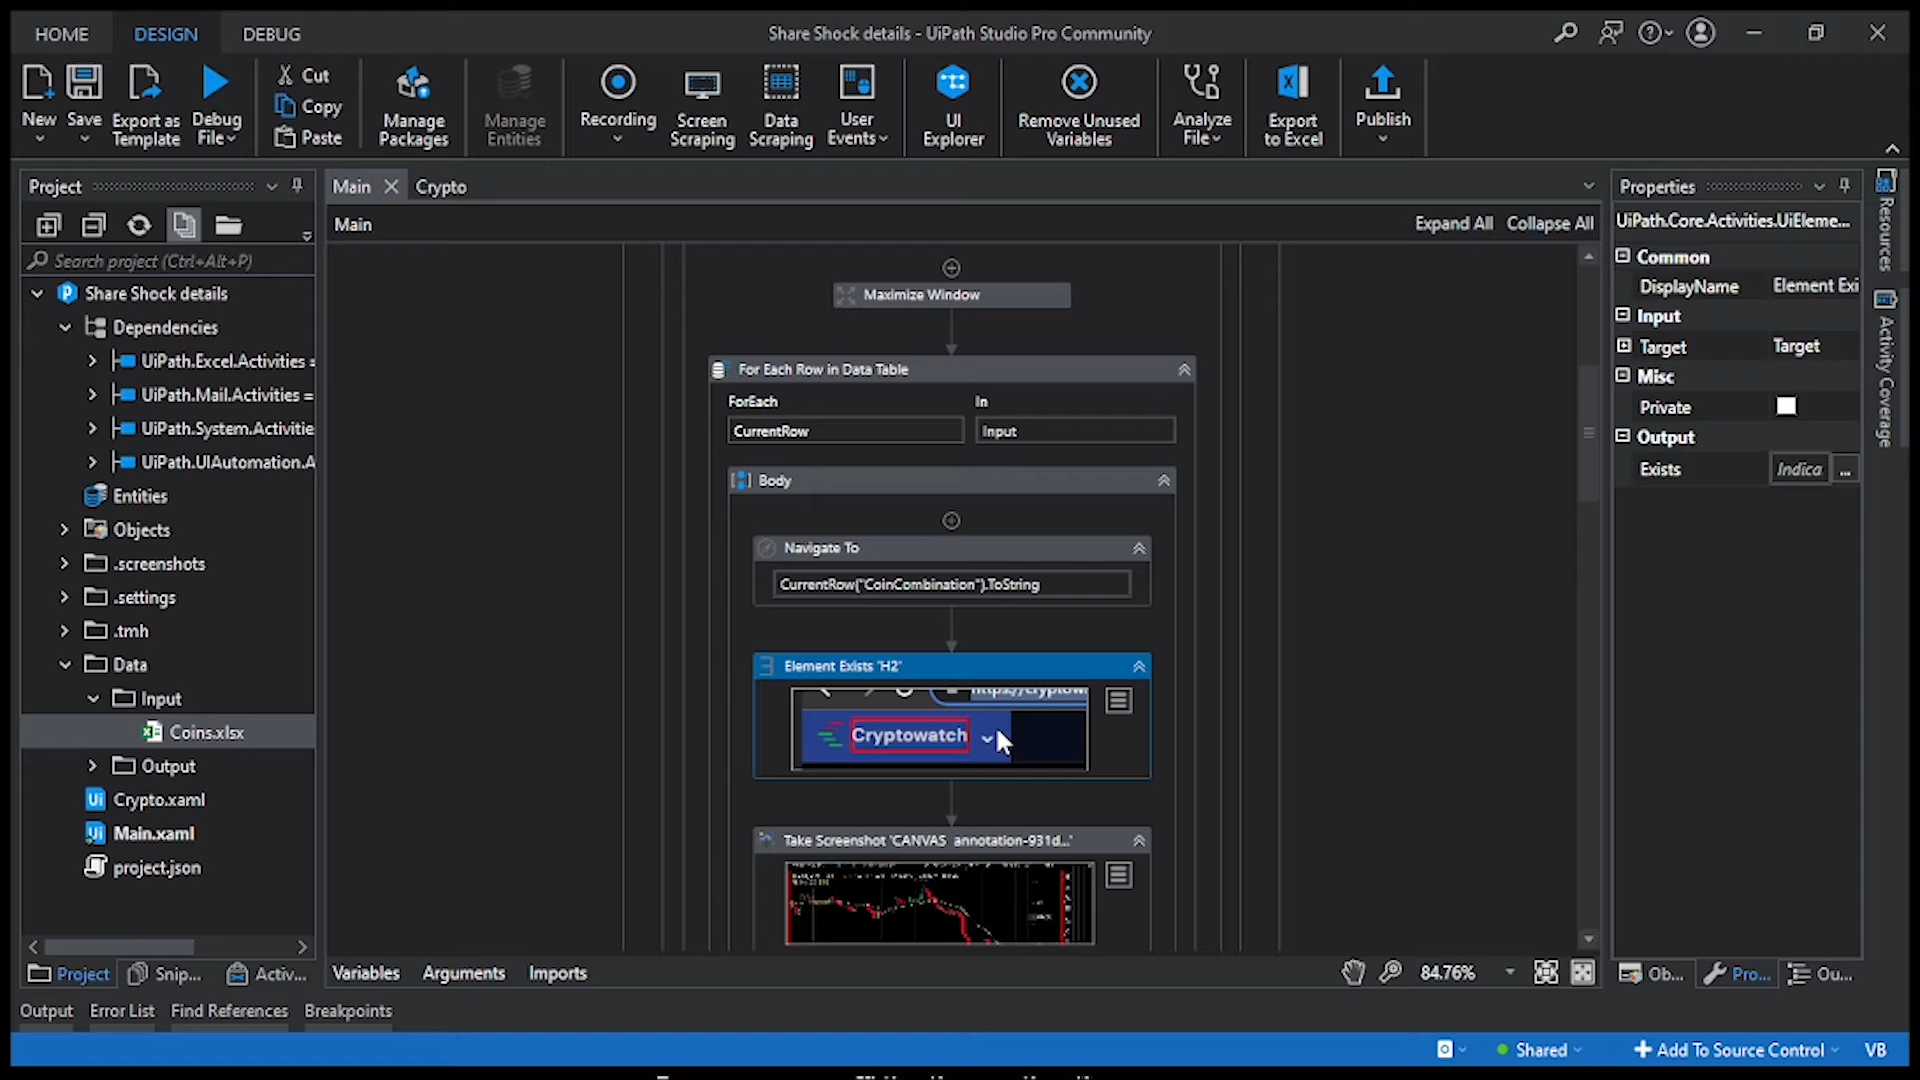 HOME DESIGN DEBUG Share Shock details - UiPath Studio Pro Community
New Save Export as Template Debug File Cut Copy Paste Manage Packages Manage Entities Recording Screen Scraping Data Scraping User Events UI Explorer Remove Unused Variables Analyze File Export to Excel Publish
Project
Search project (Ctrl+Alt+P)
Share Shock details
Dependencies
UiPath.Excel.Activities =
UiPath.Mail.Activities =
UiPath.System.Activitie
UiPath.UIAutomation.A
Entities
Objects
.screenshots
.settings
.tmh
Data
Input
Coins.xlsx
Output
Crypto.xaml
Main.xaml
project.json
Project Snip... Activ...
Main Crypto
Main Expand All Collapse All
Maximize Window
For Each Row in Data Table
ForEach In
CurrentRow Input
Body
Navigate To
CurrentRow("CoinCombination").ToString
Element Exists 'H2'
Cryptowatch
Take Screenshot 'CANVAS annotation-931d...'
Variables Arguments Imports 84.76%
Properties
UiPath.Core.Activities.UiEleme...
Common
DisplayName Element Exi
Input
Target Target
Misc
Private
Output
Exists Indica ...
Ob... Pro... Ou...
Resources
Activity Coverage
Output Error List Find References Breakpoints
Shared Add To Source Control VB